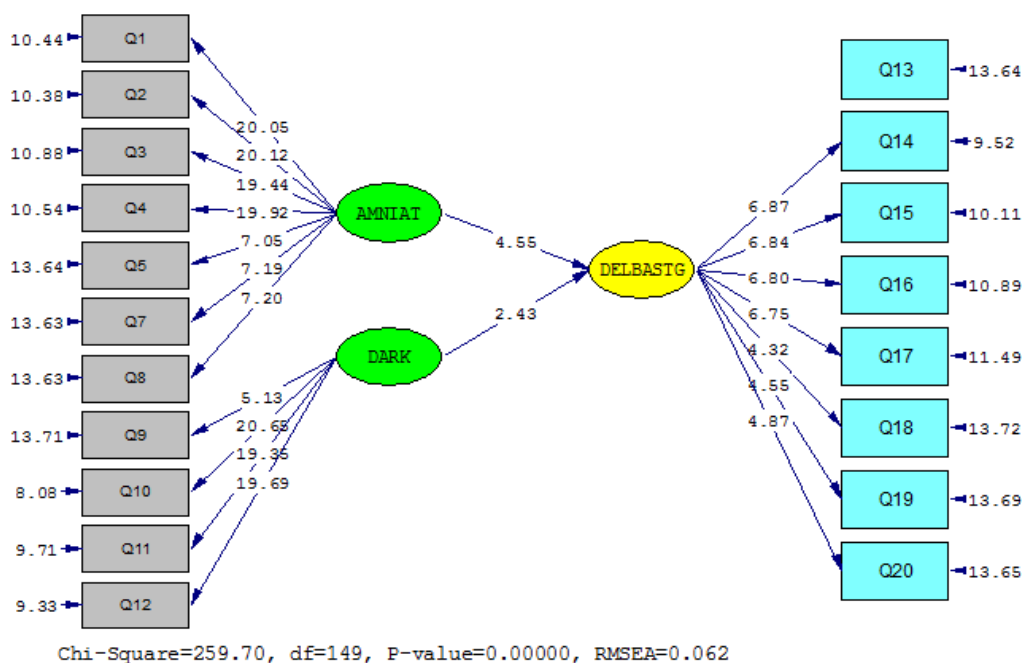 10.44 Q1
10.38 Q2
10.88 Q3
10.54 Q4
13.64 Q5
13.63 Q7
13.63 Q8
13.71 Q9
8.08 Q10
9.71 Q11
9.33 Q12
20.05
20.12
19.44
19.92
7.05
7.19
7.20
5.13
20.65
19.35
19.69
AMNIAT
DARK
4.55
2.43
DELBASTG
6.87
6.84
6.80
6.75
4.32
4.55
4.87
Q13 13.64
Q14 9.52
Q15 10.11
Q16 10.89
Q17 11.49
Q18 13.72
Q19 13.69
Q20 13.65
Chi-Square=259.70, df=149, P-value=0.00000, RMSEA=0.062